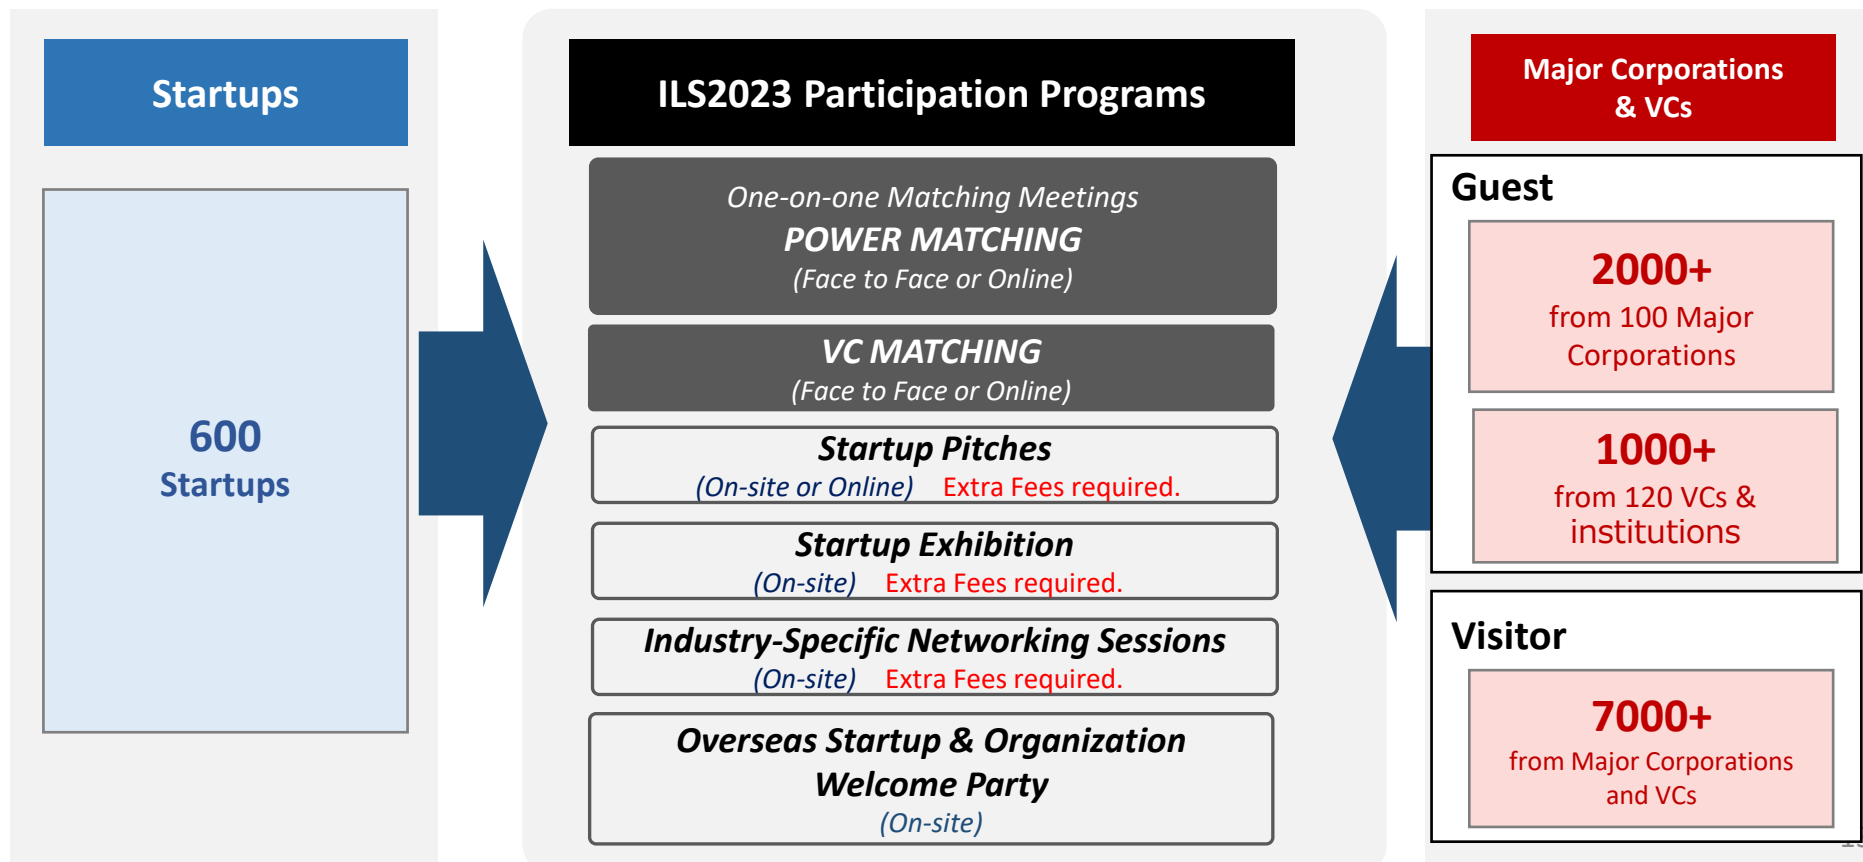 Startups
600
Startups
ILS2023 Participation Programs
One-on-one Matching Meetings
POWER MATCHING
(Face to Face or Online)
VC MATCHING
(Face to Face or Online)
Startup Pitches
(On-site or Online) Extra Fees required.
Startup Exhibition
(On-site) Extra Fees required.
Industry-Specific Networking Sessions
(On-site) Extra Fees required.
Overseas Startup & Organization
Welcome Party
(On-site)
Major Corporations
& VCs
Guest
2000+
from 100 Major
Corporations
1000+
from 120 VCs &
institutions
Visitor
7000+
from Major Corporations
and VCs